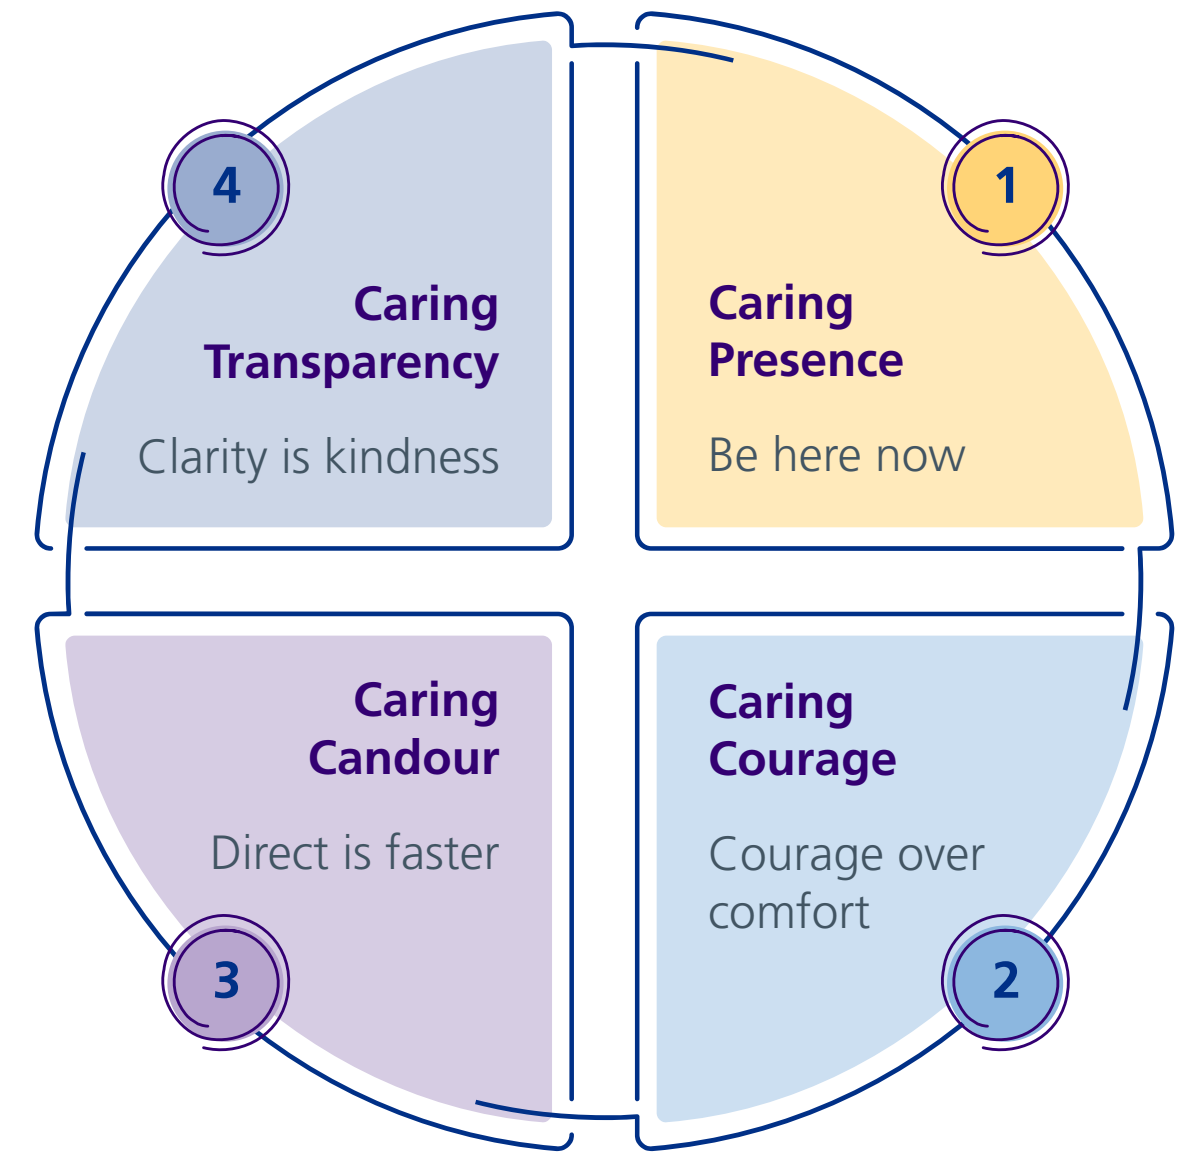 1
Caring
Presence
Be here now
2
Caring
Courage
Courage over
comfort
3
Caring
Candour
Direct is faster
4
Caring
Transparency
Clarity is kindness